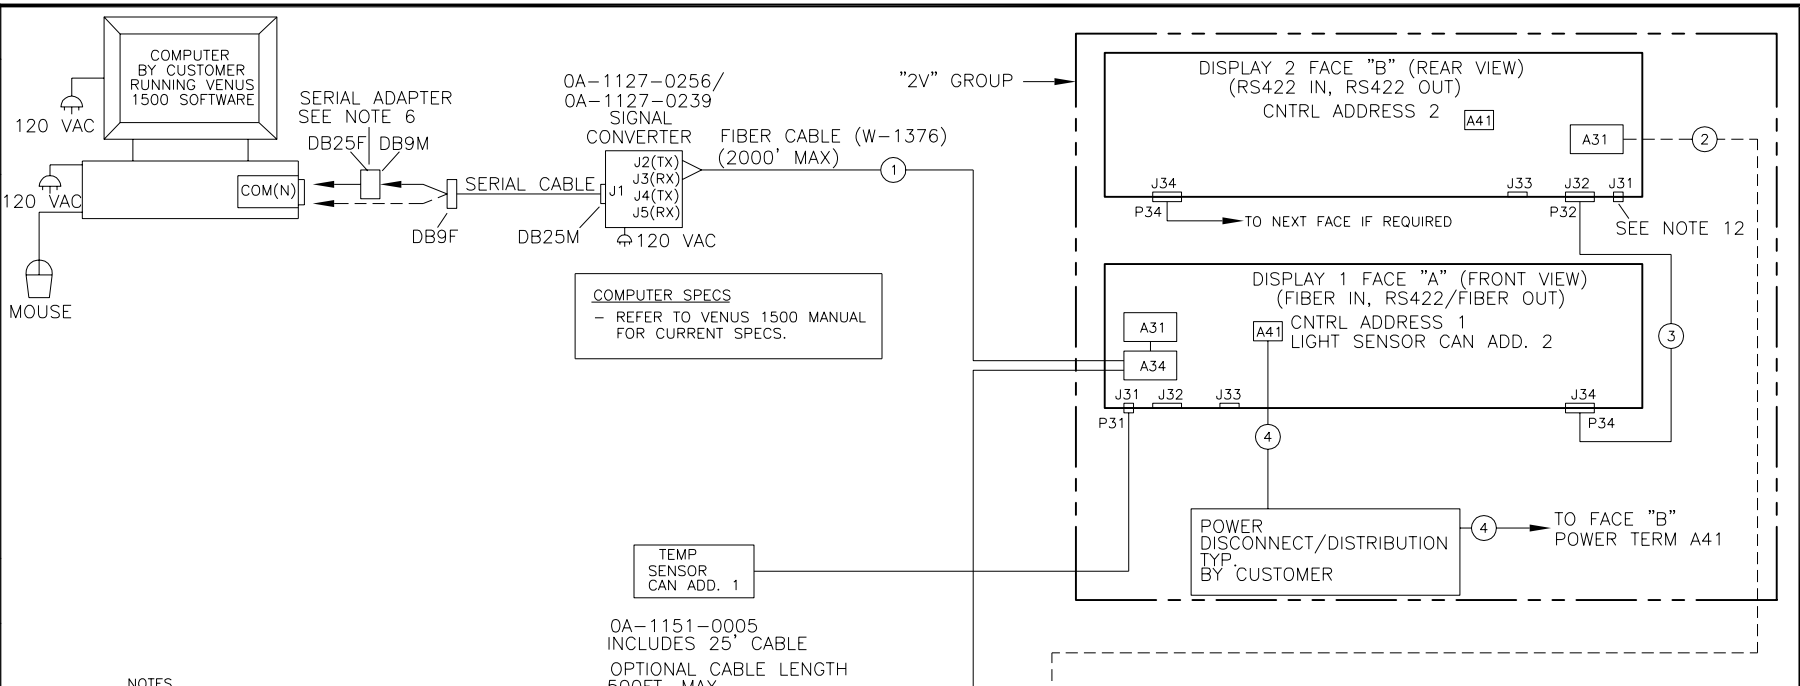 COMPUTER
BY CUSTOMER
RUNNING VENUS
1500 SOFTWARE
120 VAC
120 VAC
COM(N)
MOUSE
SERIAL ADAPTER
SEE NOTE 6
DB25F DB9M
DB9F
SERIAL CABLE
DB25M
0A-1127-0256/
0A-1127-0239
SIGNAL
CONVERTER
J1
J2(TX)
J3(RX)
J4(TX)
J5(RX)
120 VAC
FIBER CABLE (W-1376)
(2000' MAX)
1
COMPUTER SPECS
- REFER TO VENUS 1500 MANUAL
FOR CURRENT SPECS.
"2V" GROUP
DISPLAY 2 FACE "B" (REAR VIEW)
(RS422 IN, RS422 OUT)
CNTRL ADDRESS 2
A41
A31
2
J34
J33
J32
J31
P34
P32
TO NEXT FACE IF REQUIRED
SEE NOTE 12
DISPLAY 1 FACE "A" (FRONT VIEW)
(FIBER IN, RS422/FIBER OUT)
CNTRL ADDRESS 1
LIGHT SENSOR CAN ADD. 2
A31
A34
A41
3
J31
J32
J33
J34
P31
P34
4
POWER
DISCONNECT/DISTRIBUTION
TYP.
BY CUSTOMER
4
TO FACE "B"
POWER TERM A41
TEMP
SENSOR
CAN ADD. 1
0A-1151-0005
INCLUDES 25' CABLE
OPTIONAL CABLE LENGTH
500FT. MAX
NOTES